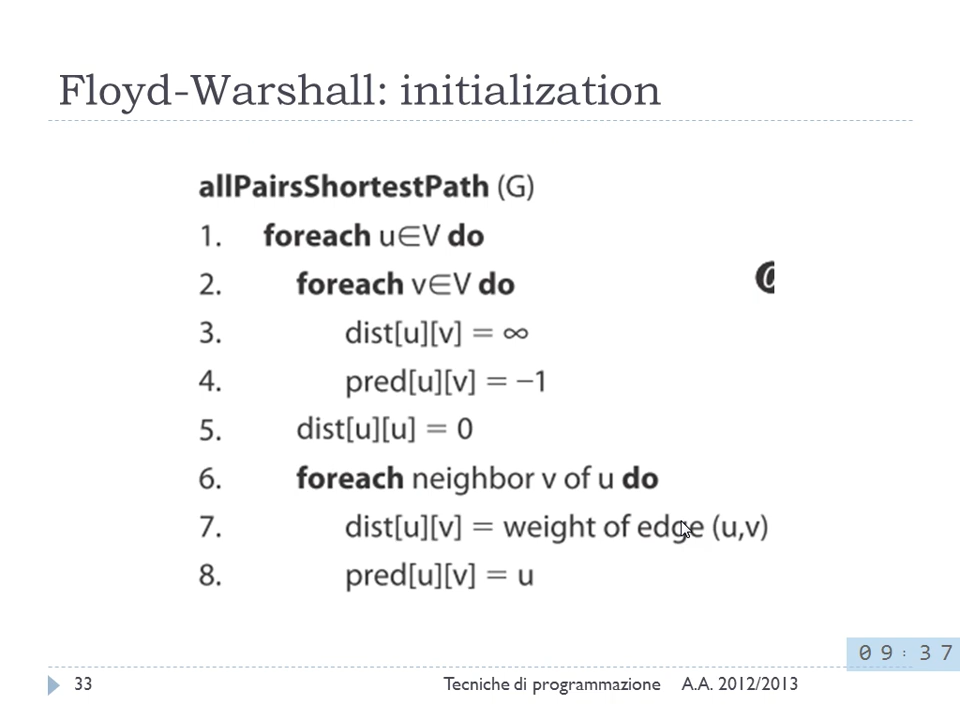 Floyd-Warshall: initialization
allPairsShortestPath (G)
1. foreach u∈V do
2. foreach v∈V do
3. dist[u][v] = ∞
4. pred[u][v] = −1
5. dist[u][u] = 0
6. foreach neighbor v of u do
7. dist[u][v] = weight of edge (u,v)
8. pred[u][v] = u
09:37
33 Tecniche di programmazione A.A. 2012/2013